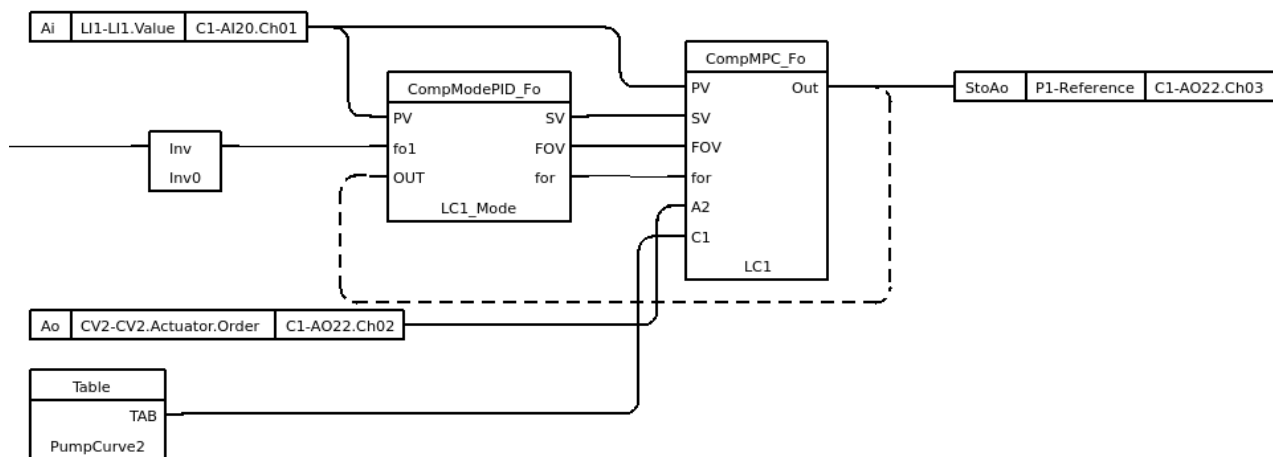 Ai LI1-LI1.Value C1-AI20.Ch01
CompMPC_Fo
PV Out
SV
FOV
for
A2
C1
LC1
StoAo P1-Reference C1-AO22.Ch03
CompModePID_Fo
PV SV
fo1 FOV
OUT for
LC1_Mode
Inv
Inv0
Ao CV2-CV2.Actuator.Order C1-AO22.Ch02
Table
TAB
PumpCurve2